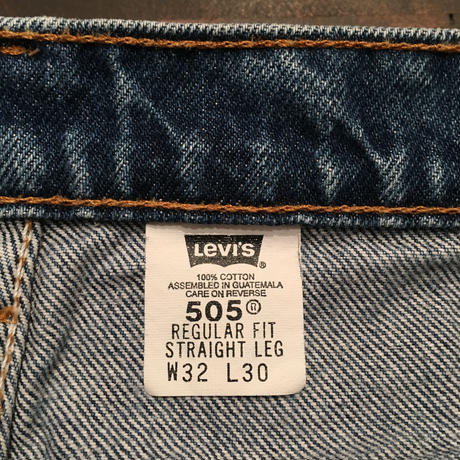 LEVI'S ®
100% COTTON
ASSEMBLED IN GUATEMALA
CARE ON REVERSE
505 ®
REGULAR FIT
STRAIGHT LEG
W32 L30